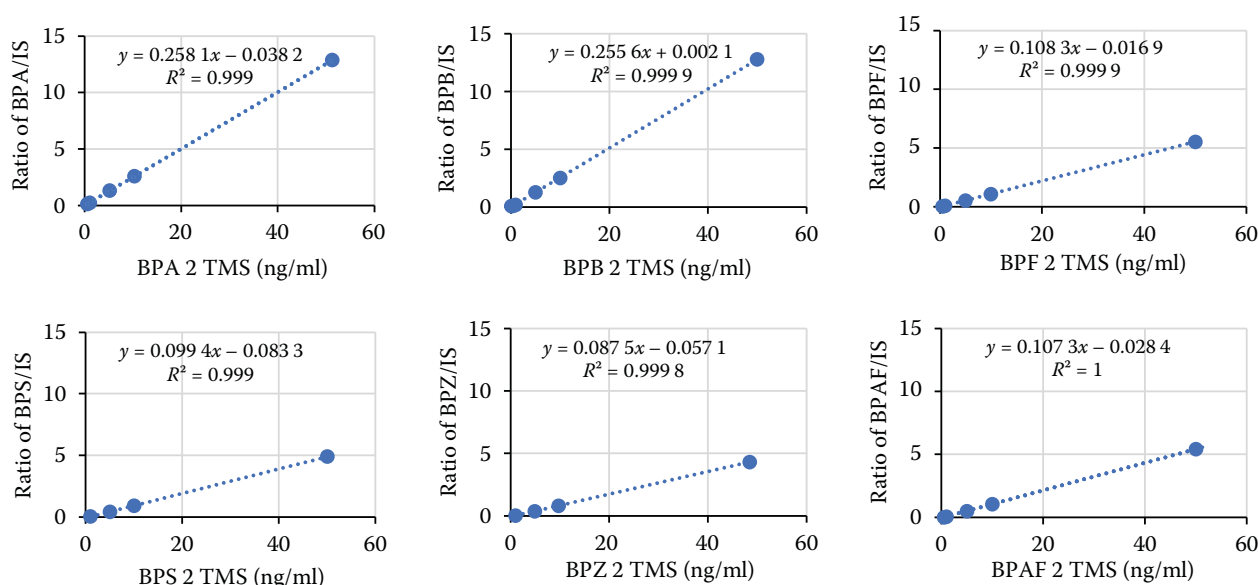 Ratio of BPA/IS
y = 0.258 1x – 0.038 2
R² = 0.999
15
10
5
0
0 20 40 60
BPA 2 TMS (ng/ml)
Ratio of BPB/IS
y = 0.255 6x + 0.002 1
R² = 0.999 9
15
10
5
0
0 20 40 60
BPB 2 TMS (ng/ml)
Ratio of BPF/IS
y = 0.108 3x – 0.016 9
R² = 0.999 9
15
10
5
0
0 20 40 60
BPF 2 TMS (ng/ml)
Ratio of BPS/IS
y = 0.099 4x – 0.083 3
R² = 0.999
15
10
5
0
0 20 40 60
BPS 2 TMS (ng/ml)
Ratio of BPZ/IS
y = 0.087 5x – 0.057 1
R² = 0.999 8
15
10
5
0
0 20 40 60
BPZ 2 TMS (ng/ml)
Ratio of BPAF/IS
y = 0.107 3x – 0.028 4
R² = 1
15
10
5
0
0 20 40 60
BPAF 2 TMS (ng/ml)